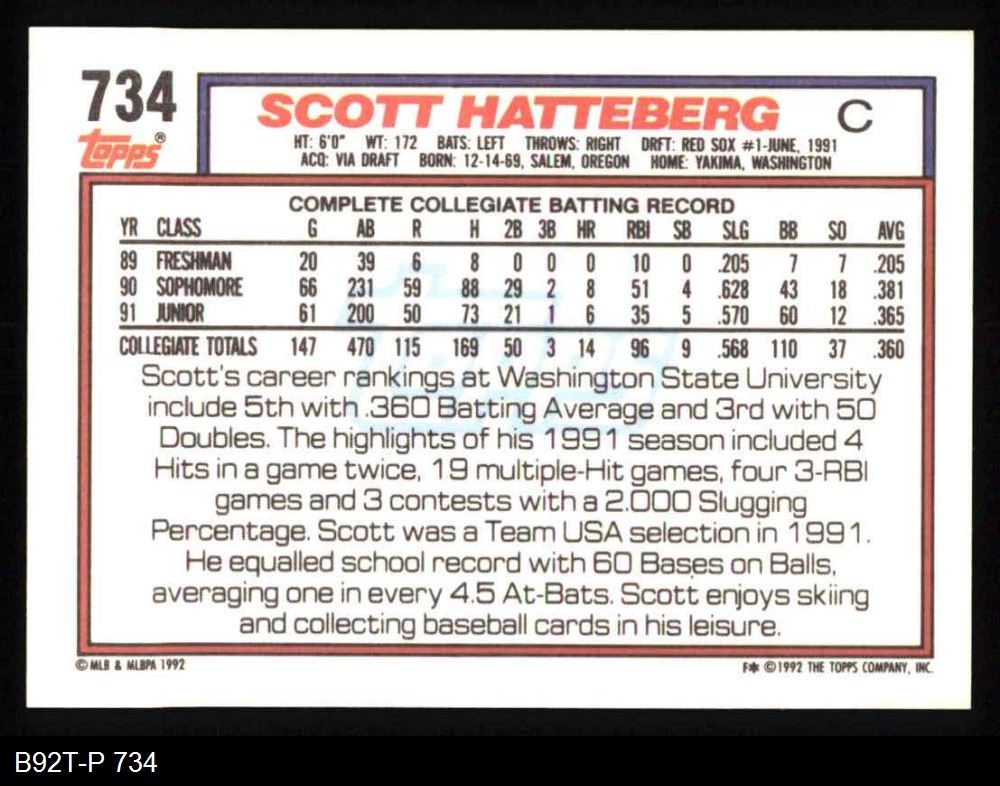 734
TOPPS®
SCOTT HATTEBERG C
HT: 6'0" WT: 172 BATS: LEFT THROWS: RIGHT DRFT: RED SOX #1-JUNE, 1991
ACQ: VIA DRAFT BORN: 12-14-69, SALEM, OREGON HOME: YAKIMA, WASHINGTON
COMPLETE COLLEGIATE BATTING RECORD
YR CLASS G AB R H 2B 3B HR RBI SB SLG BB SO AVG
89 FRESHMAN 20 39 6 8 0 0 0 10 0 .205 7 7 .205
90 SOPHOMORE 66 231 59 88 29 2 8 51 4 .628 43 18 .381
91 JUNIOR 61 200 50 73 21 1 6 35 5 .570 60 12 .365
COLLEGIATE TOTALS 147 470 115 169 50 3 14 96 9 .568 110 37 .360
Scott's career rankings at Washington State University
include 5th with .360 Batting Average and 3rd with 50
Doubles. The highlights of his 1991 season included 4
Hits in a game twice, 19 multiple-Hit games, four 3-RBI
games and 3 contests with a 2.000 Slugging
Percentage. Scott was a Team USA selection in 1991.
He equalled school record with 60 Bases on Balls,
averaging one in every 4.5 At-Bats. Scott enjoys skiing
and collecting baseball cards in his leisure.
© MLB & MLBPA 1992
F* © 1992 THE TOPPS COMPANY, INC.
B92T-P 734